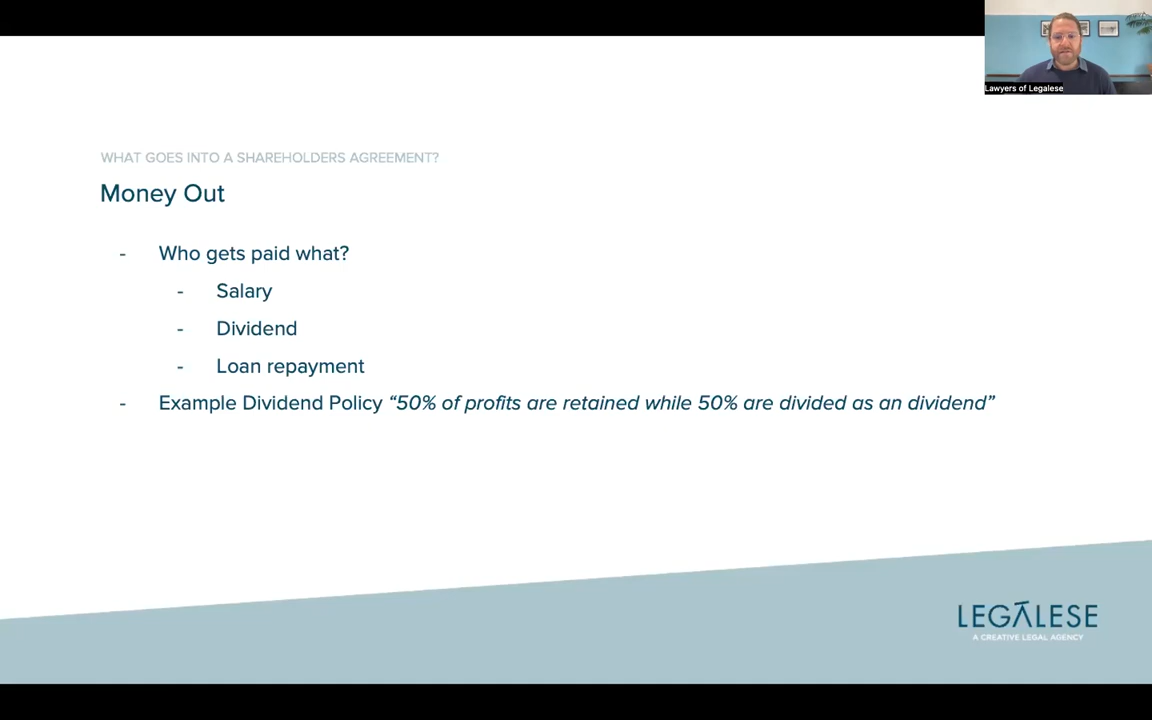 Lawyers of Legalese
WHAT GOES INTO A SHAREHOLDERS AGREEMENT?
Money Out
- Who gets paid what?
- Salary
- Dividend
- Loan repayment
- Example Dividend Policy “50% of profits are retained while 50% are divided as an dividend”
LEGALESE
A CREATIVE LEGAL AGENCY